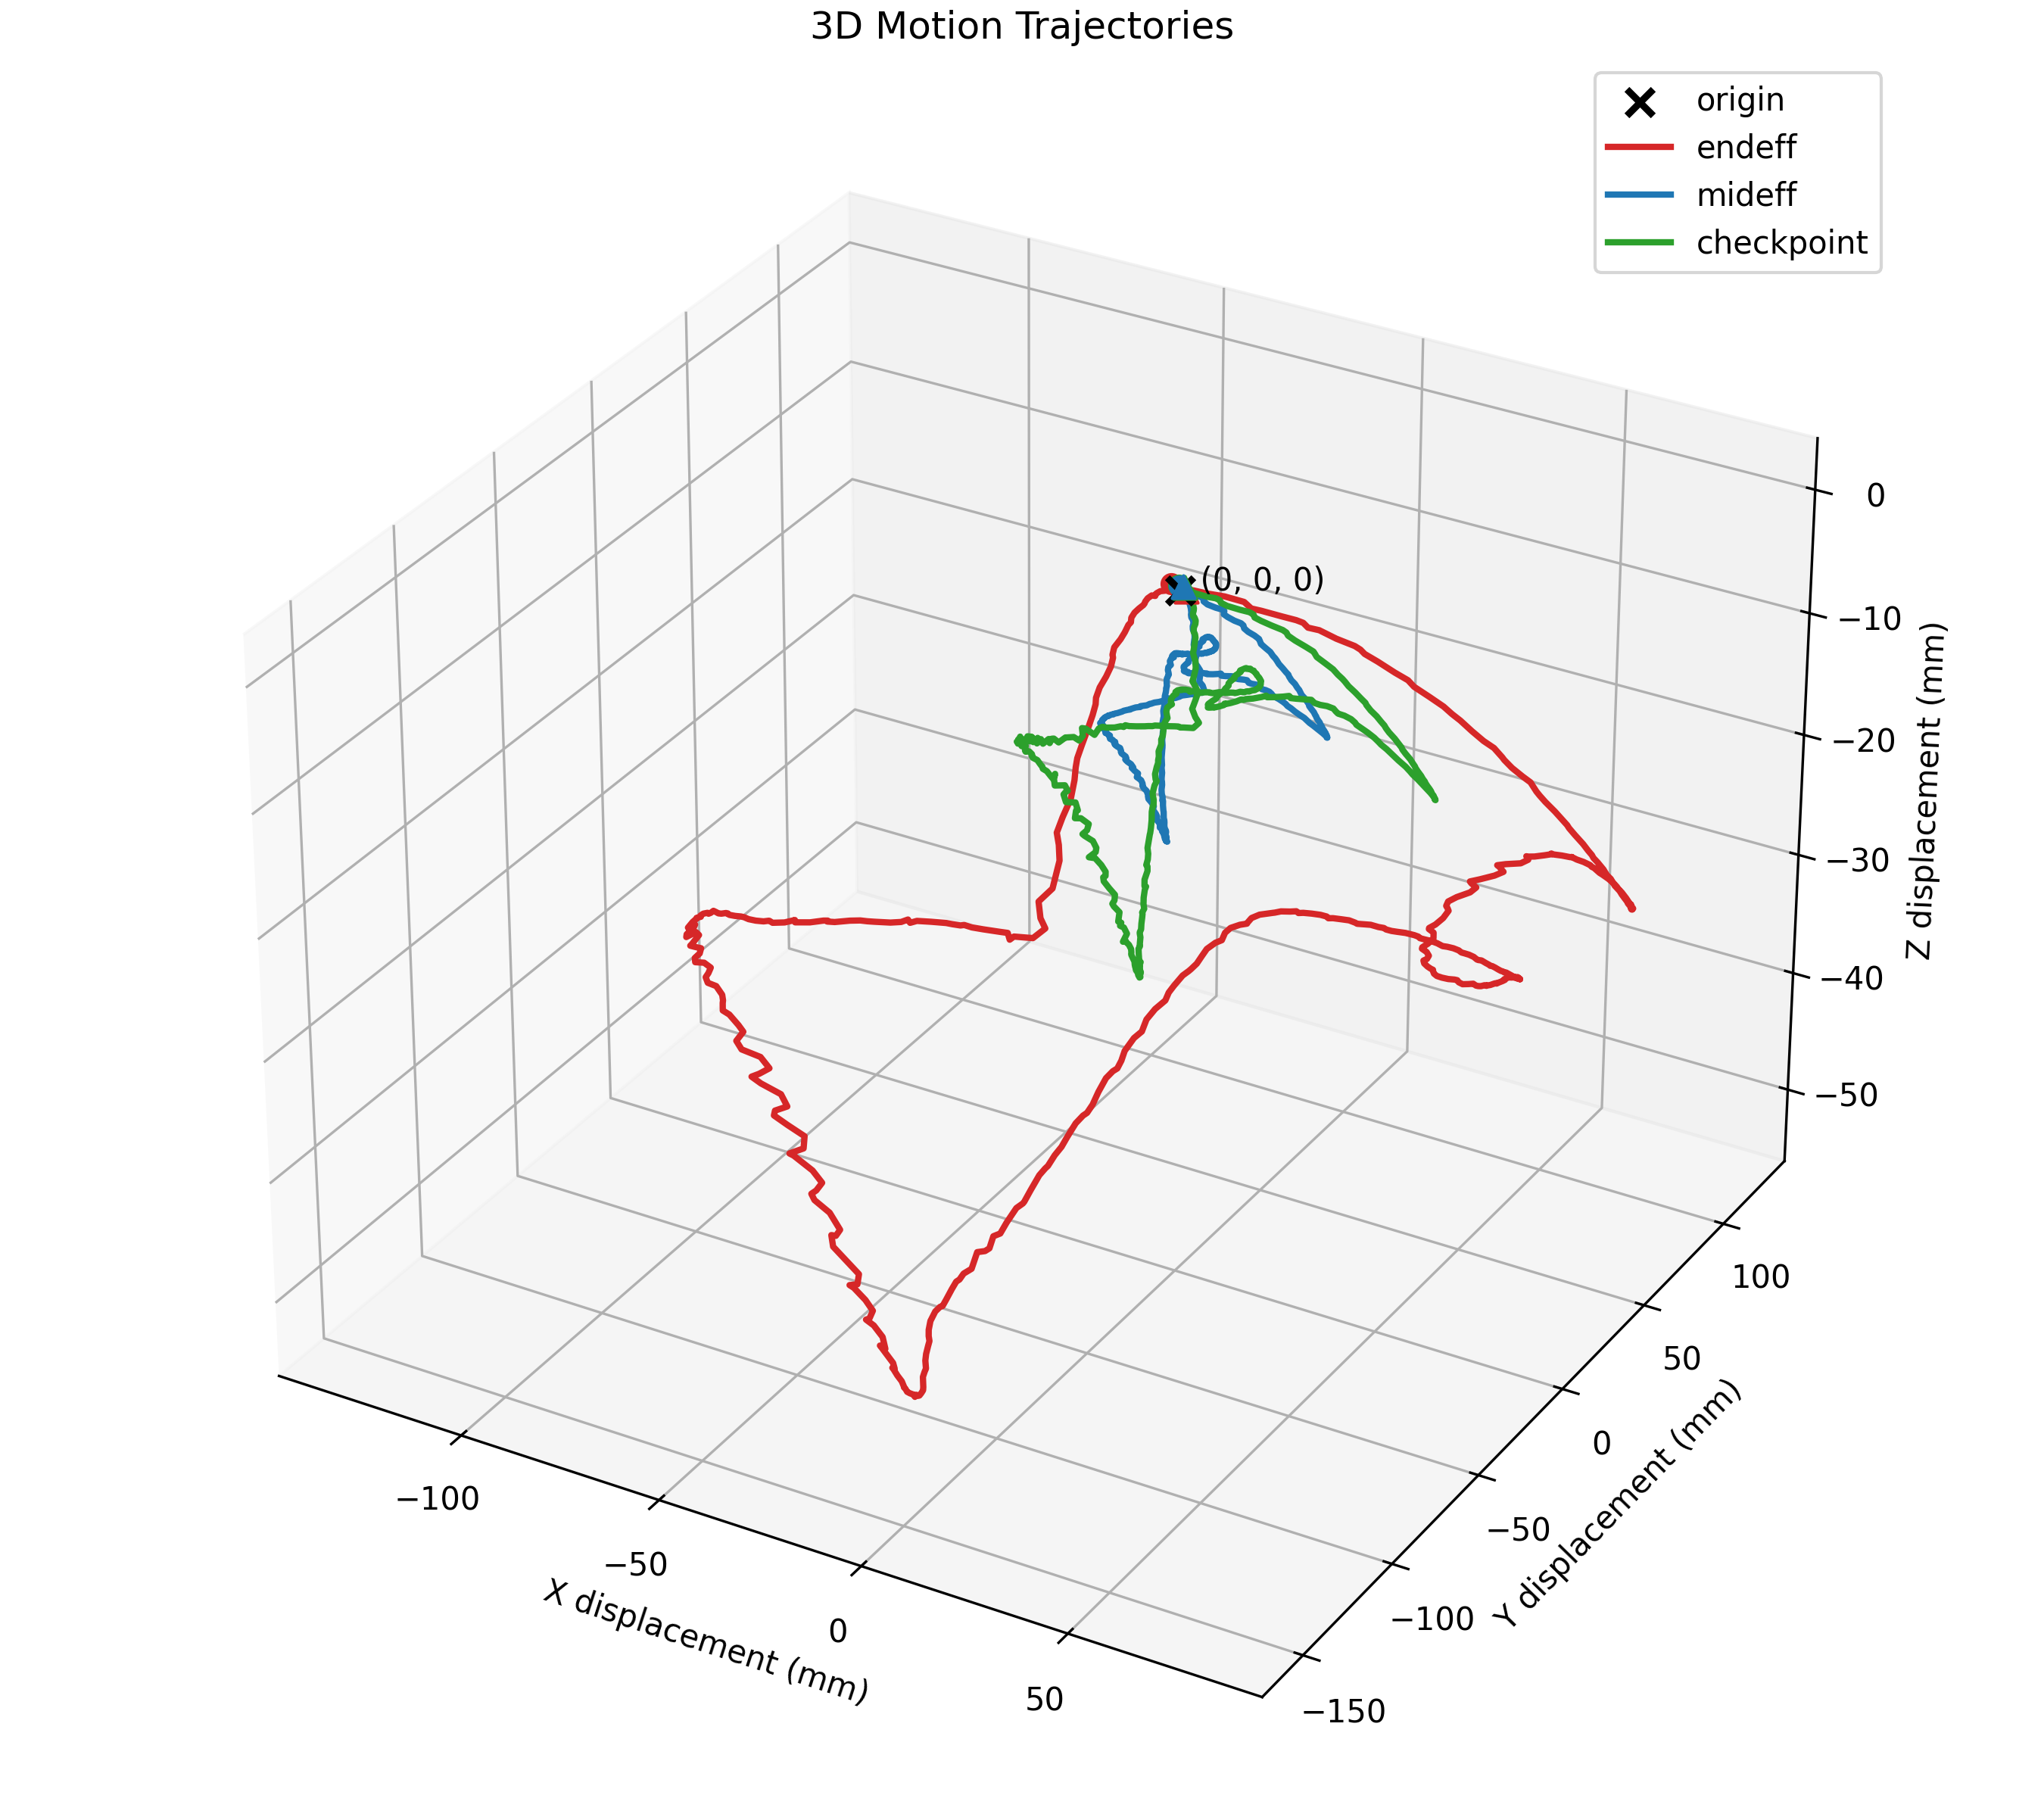 3D Motion Trajectories
origin
endeff
mideff
checkpoint
(0, 0, 0)
0
−10
−20
−30
−40
−50
Z displacement (mm)
100
50
0
−50
−100
−150
Y displacement (mm)
−100
−50
0
50
X displacement (mm)